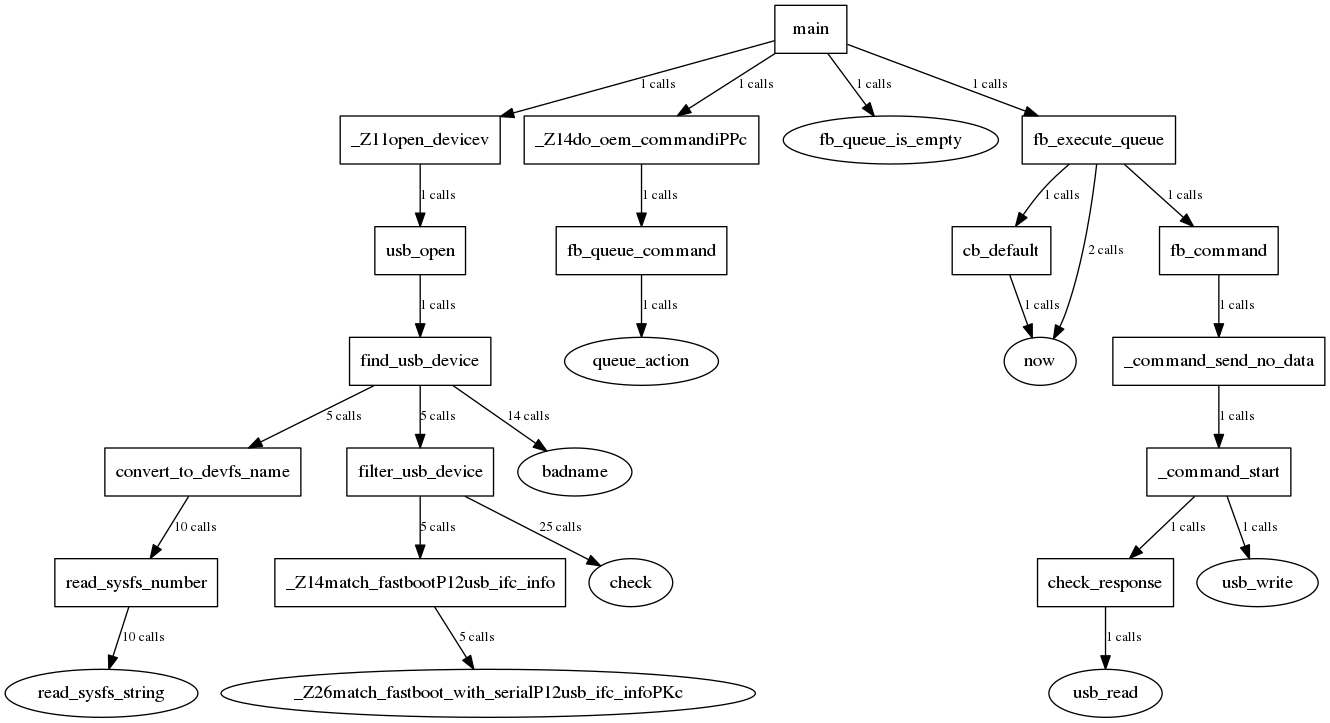 main
1 calls
1 calls
1 calls
1 calls
_Z11open_devicev
_Z14do_oem_commandiPPc
fb_queue_is_empty
fb_execute_queue
1 calls
1 calls
1 calls
1 calls
usb_open
fb_queue_command
cb_default
2 calls
fb_command
1 calls
1 calls
1 calls
1 calls
find_usb_device
queue_action
now
_command_send_no_data
5 calls
5 calls
14 calls
1 calls
convert_to_devfs_name
filter_usb_device
badname
_command_start
10 calls
5 calls
25 calls
1 calls
1 calls
read_sysfs_number
_Z14match_fastbootP12usb_ifc_info
check
check_response
usb_write
10 calls
5 calls
1 calls
read_sysfs_string
_Z26match_fastboot_with_serialP12usb_ifc_infoPKc
usb_read